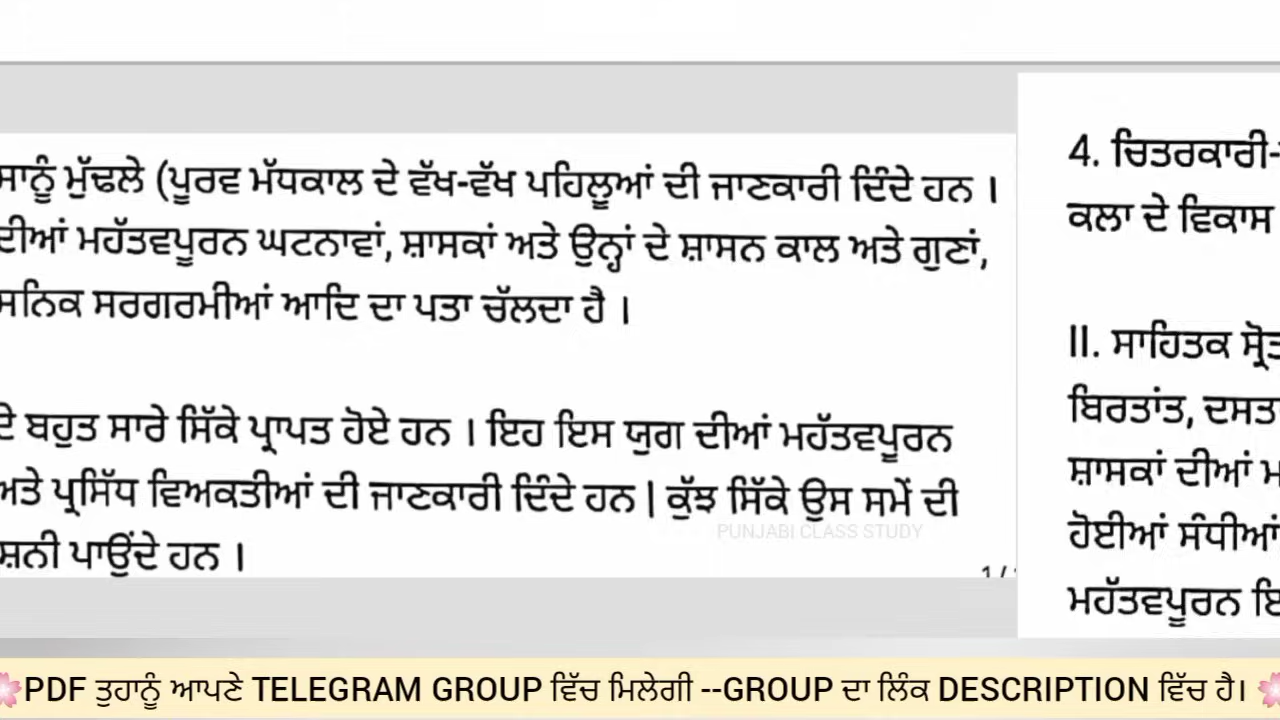 ਸਾਨੂੰ ਮੁੱਢਲੇ (ਪੂਰਵ ਮੱਧਕਾਲ ਦੇ ਵੱਖ-ਵੱਖ ਪਹਿਲੂਆਂ ਦੀ ਜਾਣਕਾਰੀ ਦਿੰਦੇ ਹਨ ।
ਦੀਆਂ ਮਹੱਤਵਪੂਰਨ ਘਟਨਾਵਾਂ, ਸ਼ਾਸਕਾਂ ਅਤੇ ਉਨ੍ਹਾਂ ਦੇ ਸ਼ਾਸਨ ਕਾਲ ਅਤੇ ਗੁਣਾਂ,
ਸਨਿਕ ਸਰਗਰਮੀਆਂ ਆਦਿ ਦਾ ਪਤਾ ਚੱਲਦਾ ਹੈ ।
ਦੇ ਬਹੁਤ ਸਾਰੇ ਸਿੱਕੇ ਪ੍ਰਾਪਤ ਹੋਏ ਹਨ । ਇਹ ਇਸ ਯੁਗ ਦੀਆਂ ਮਹੱਤਵਪੂਰਨ
ਅਤੇ ਪ੍ਰਸਿੱਧ ਵਿਅਕਤੀਆਂ ਦੀ ਜਾਣਕਾਰੀ ਦਿੰਦੇ ਹਨ | ਕੁੱਝ ਸਿੱਕੇ ਉਸ ਸਮੇਂ ਦੀ
ਸ਼ਨੀ ਪਾਉਂਦੇ ਹਨ ।
PUNJABI CLASS STUDY
1 /
4. ਚਿਤਰਕਾਰੀ-
ਕਲਾ ਦੇ ਵਿਕਾਸ
II. ਸਾਹਿਤਕ
ਬਿਰਤਾਂਤ,
ਸ਼ਾਸਕਾਂ ਦੀਆਂ
ਹੋਈਆਂ ਸੰਧੀਆਂ
ਮਹੱਤਵਪੂਰਨ
🌸PDF ਤੁਹਾਨੂੰ ਆਪਣੇ TELEGRAM GROUP ਵਿੱਚ ਮਿਲੇਗੀ --GROUP ਦਾ ਲਿੰਕ DESCRIPTION ਵਿੱਚ ਹੈ। 🌸